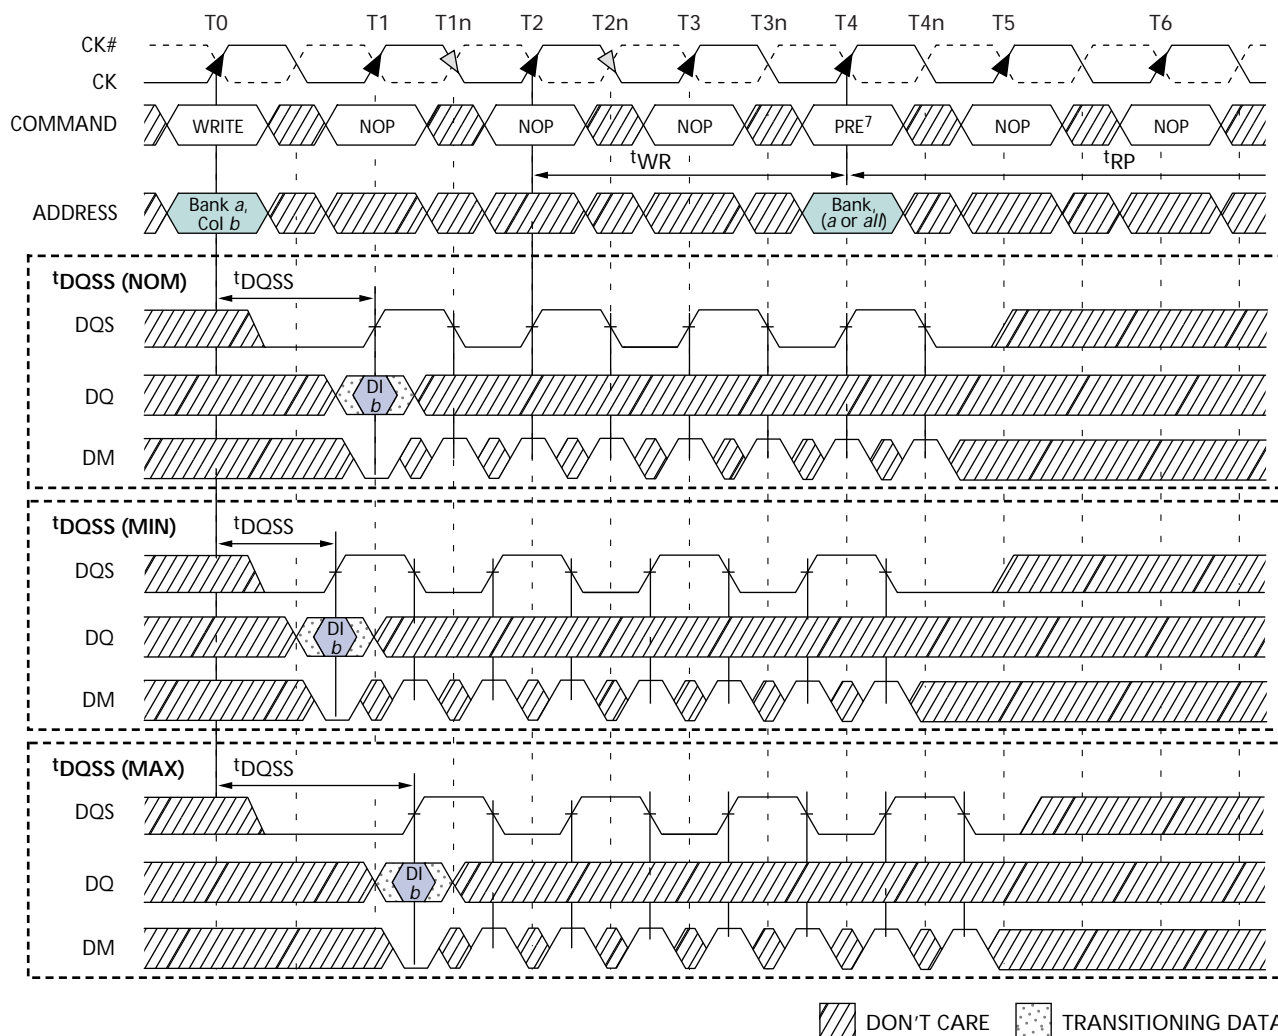 T0 T1 T1n T2 T2n T3 T3n T4 T4n T5 T6
CK#
CK
COMMAND WRITE NOP NOP NOP PRE7 NOP NOP
tWR tRP
ADDRESS Bank a, Col b Bank, (a or all)
tDQSS (NOM) tDQSS
DQS
DQ DI b
DM
tDQSS (MIN) tDQSS
DQS
DQ DI b
DM
tDQSS (MAX) tDQSS
DQS
DQ DI b
DM
DON'T CARE TRANSITIONING DATA